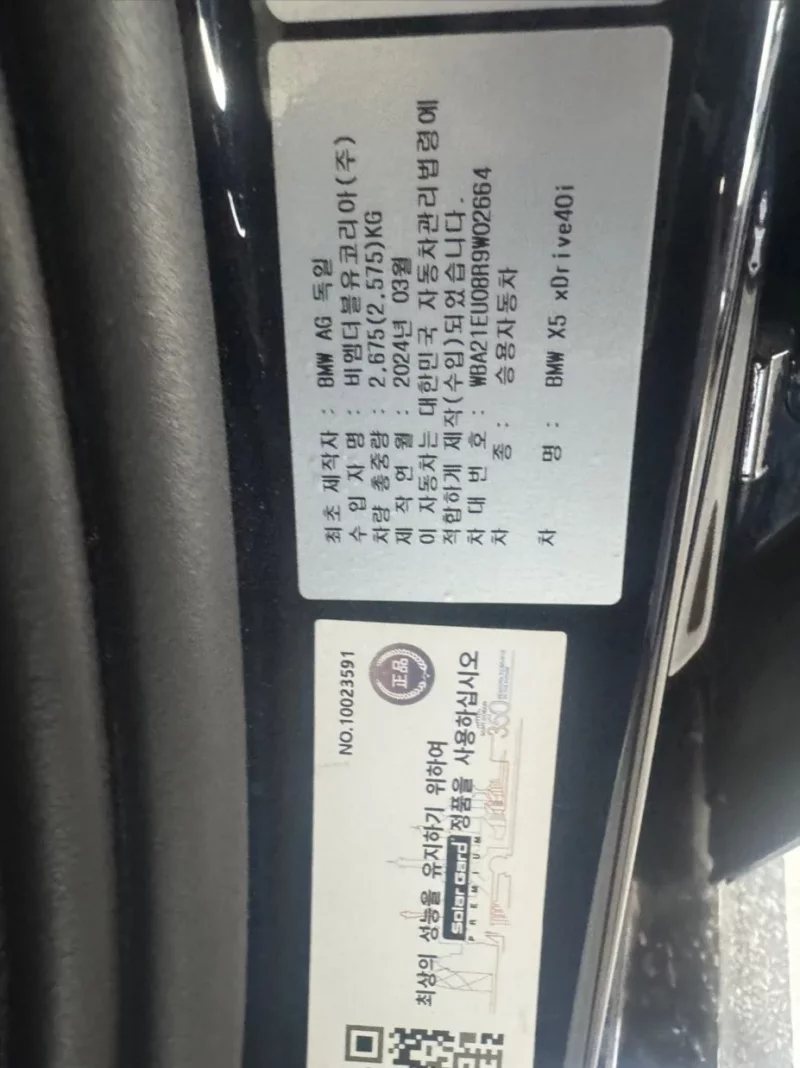 최초 제작자 : BMW AG 독일
수 입 자 명 : 비엠더블유코리아(주)
차량 총중량 : 2,675(2,575)KG
제 작 연 월 : 2024년 03월
이 자동차는 대한민국 자동차관리법령에
적합하게 제작(수입)되었습니다.
차 대 번 호 : WBA21EU08R9W02664
차 종 : 승용자동차
차 명 : BMW X5 xDrive40i
NO.10023591
正品
최상의 성능을 유지하기 위하여
Solar Gard 정품을 사용하십시오
PREMIUM
360